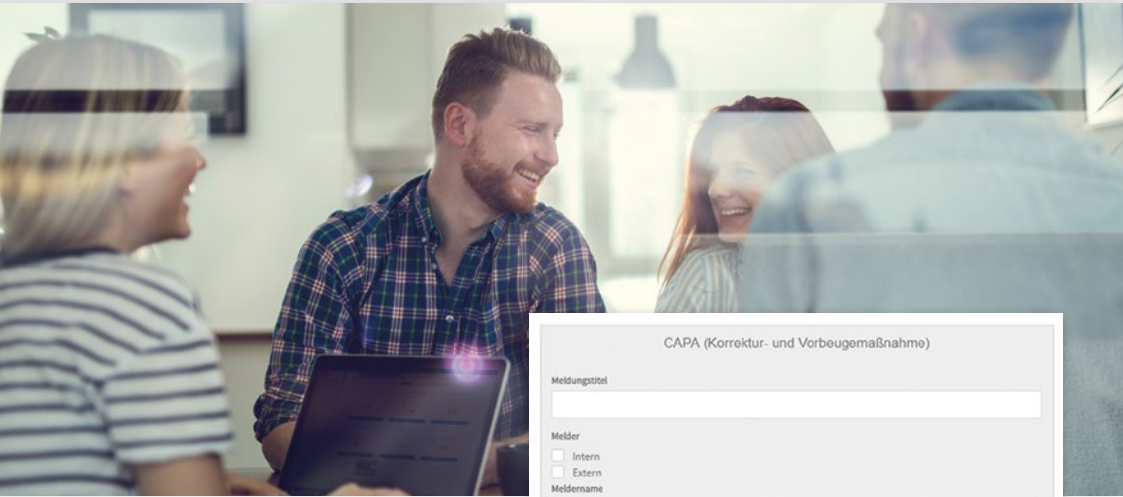 CAPA (Korrektur- und Vorbeugemaßnahme)
Meldungstitel
Melder
Intern
Extern
Meldername